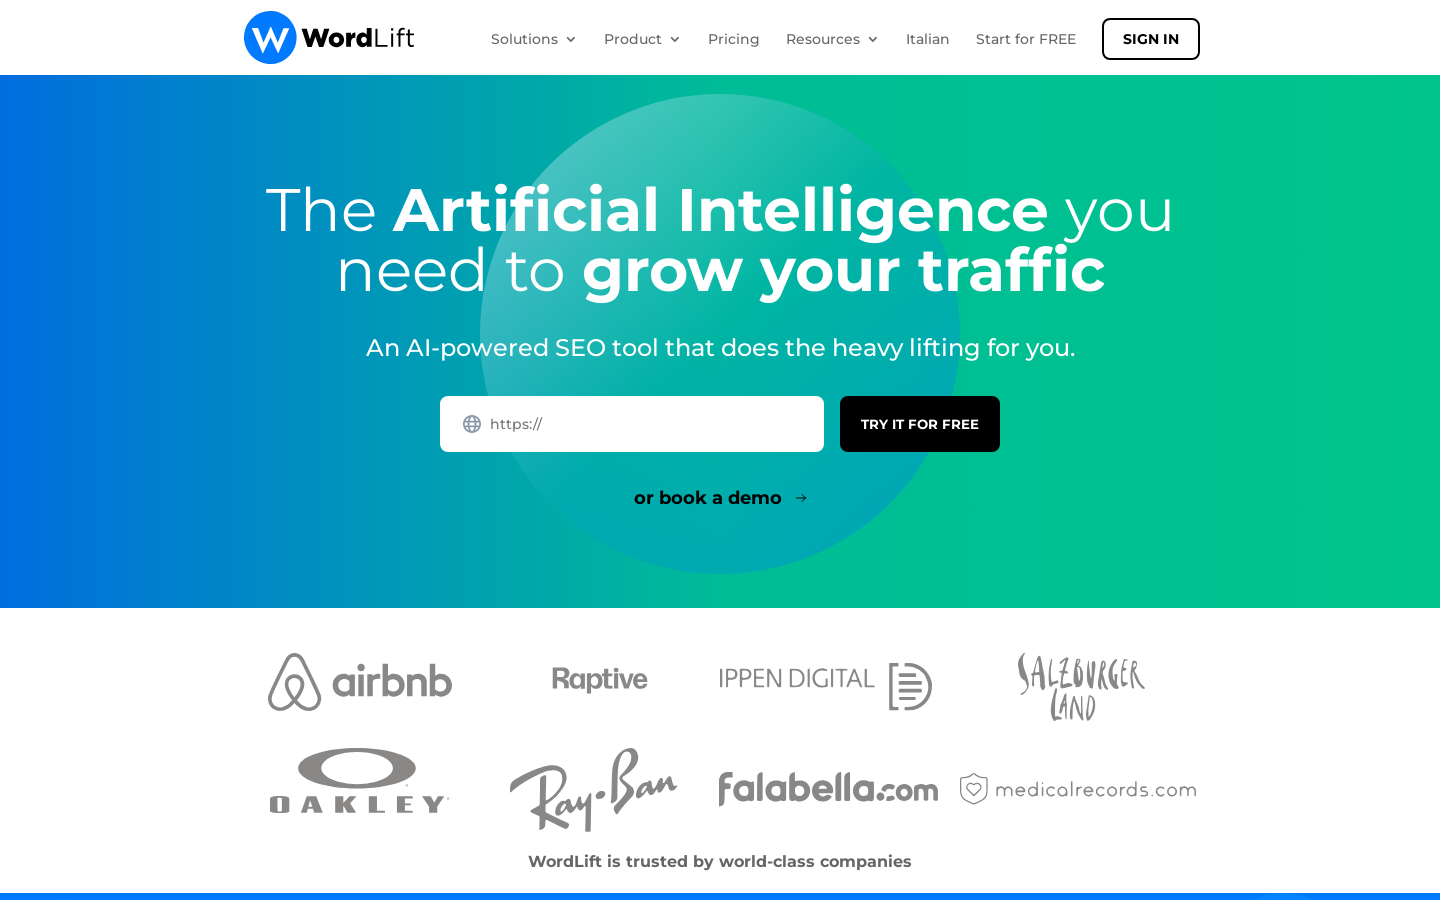 WordLift
Solutions
Product
Pricing
Resources
Italian
Start for FREE
SIGN IN
The Artificial Intelligence you
need to grow your traffic
An AI-powered SEO tool that does the heavy lifting for you.
https://
TRY IT FOR FREE
or book a demo →
airbnb
Raptive
IPPEN DIGITAL
SALZBURGER
LAND
OAKLEY
Ray-Ban
falabella.com
medicalrecords.com
WordLift is trusted by world-class companies